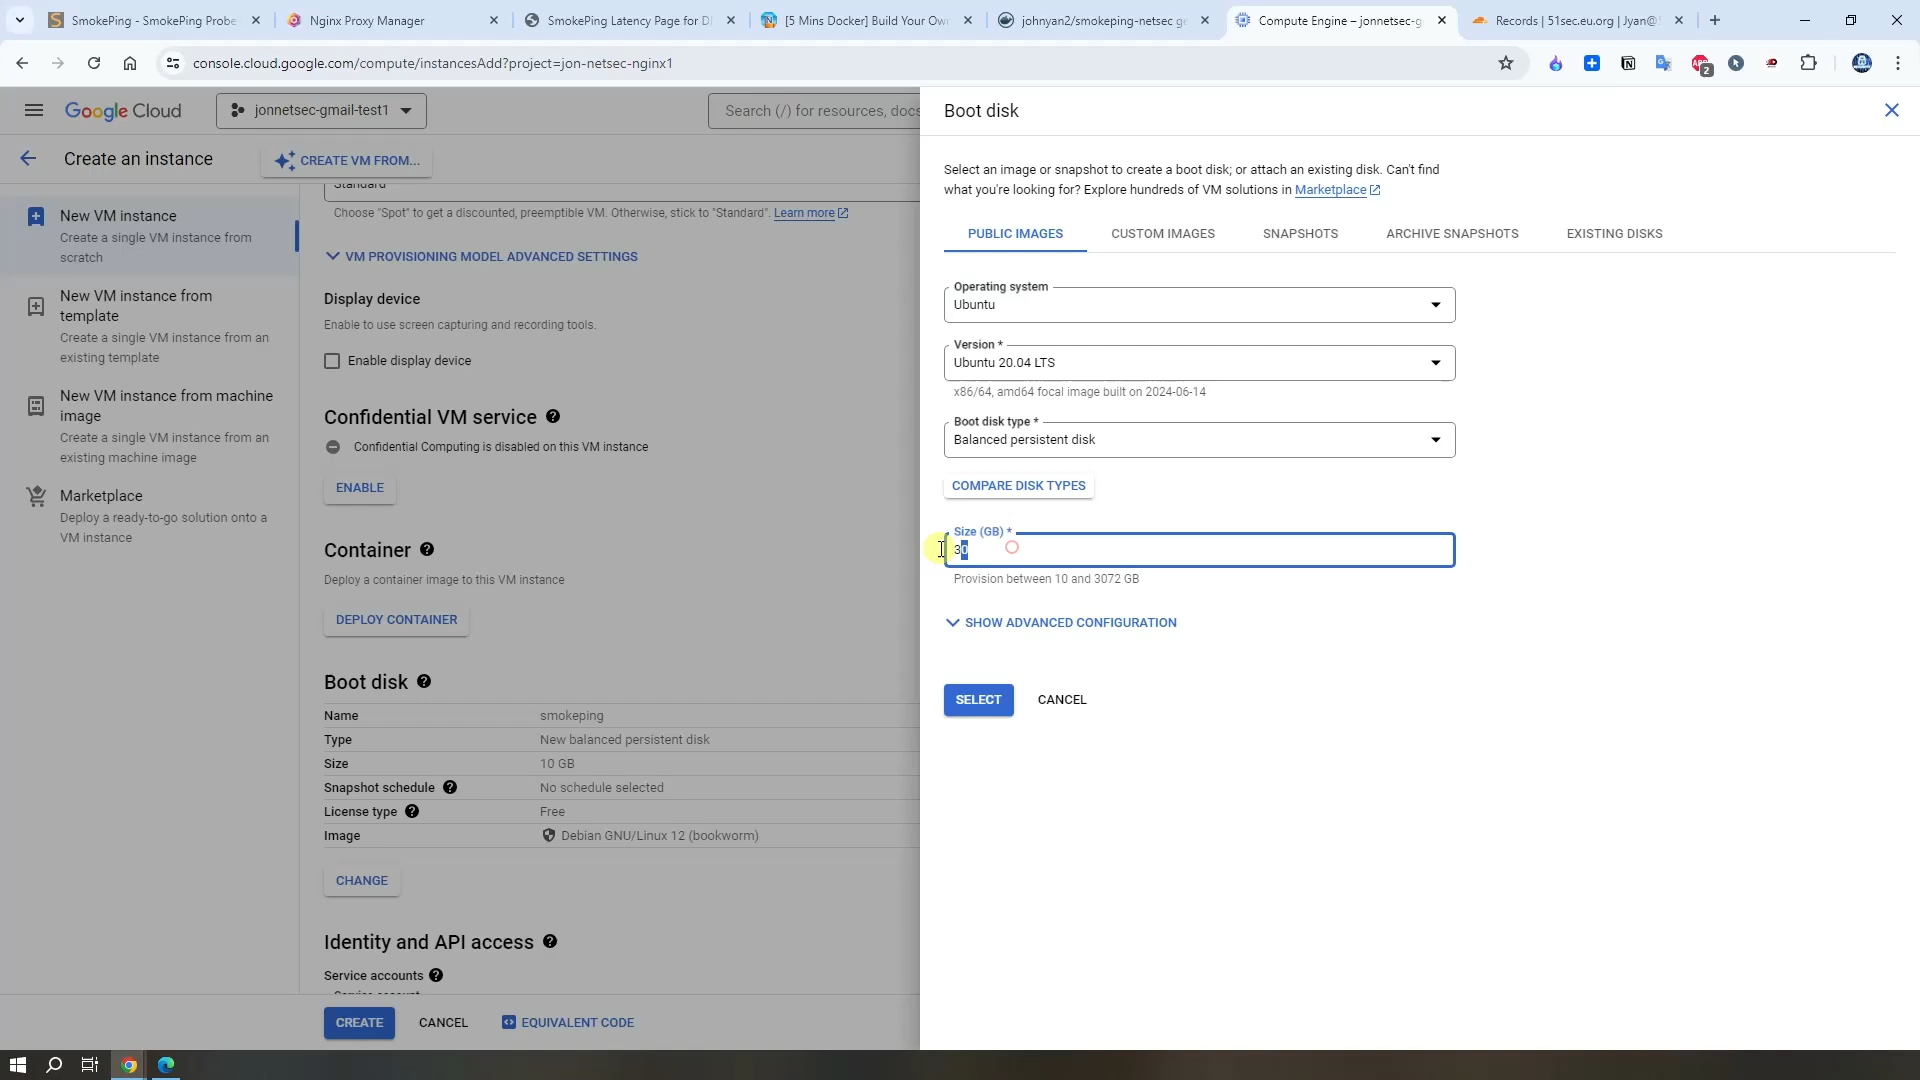 SmokePing - SmokePing Probe
Nginx Proxy Manager
SmokePing Latency Page for D
[5 Mins Docker] Build Your Ow
johnyan2/smokeping-netsec ge
Compute Engine – jonnetsec-g
Records | 51sec.eu.org | Jyan@
console.cloud.google.com/compute/instancesAdd?project=jon-netsec-nginx1
2
Google Cloud
jonnetsec-gmail-test1
Search (/) for resources, docs
Create an instance
CREATE VM FROM...
New VM instance
Create a single VM instance from
scratch
New VM instance from
template
Create a single VM instance from an
existing template
New VM instance from machine
image
Create a single VM instance from an
existing machine image
Marketplace
Deploy a ready-to-go solution onto a
VM instance
Standard
Choose "Spot" to get a discounted, preemptible VM. Otherwise, stick to "Standard". Learn more
VM PROVISIONING MODEL ADVANCED SETTINGS
Display device
Enable to use screen capturing and recording tools.
Enable display device
Confidential VM service
Confidential Computing is disabled on this VM instance
ENABLE
Container
Deploy a container image to this VM instance
DEPLOY CONTAINER
Boot disk
Name smokeping
Type New balanced persistent disk
Size 10 GB
Snapshot schedule No schedule selected
License type Free
Image Debian GNU/Linux 12 (bookworm)
CHANGE
Identity and API access
Service accounts
CREATE CANCEL EQUIVALENT CODE
Boot disk
Select an image or snapshot to create a boot disk; or attach an existing disk. Can't find
what you're looking for? Explore hundreds of VM solutions in Marketplace
PUBLIC IMAGES CUSTOM IMAGES SNAPSHOTS ARCHIVE SNAPSHOTS EXISTING DISKS
Operating system
Ubuntu
Version *
Ubuntu 20.04 LTS
x86/64, amd64 focal image built on 2024-06-14
Boot disk type *
Balanced persistent disk
COMPARE DISK TYPES
Size (GB) *
30
Provision between 10 and 3072 GB
SHOW ADVANCED CONFIGURATION
SELECT CANCEL